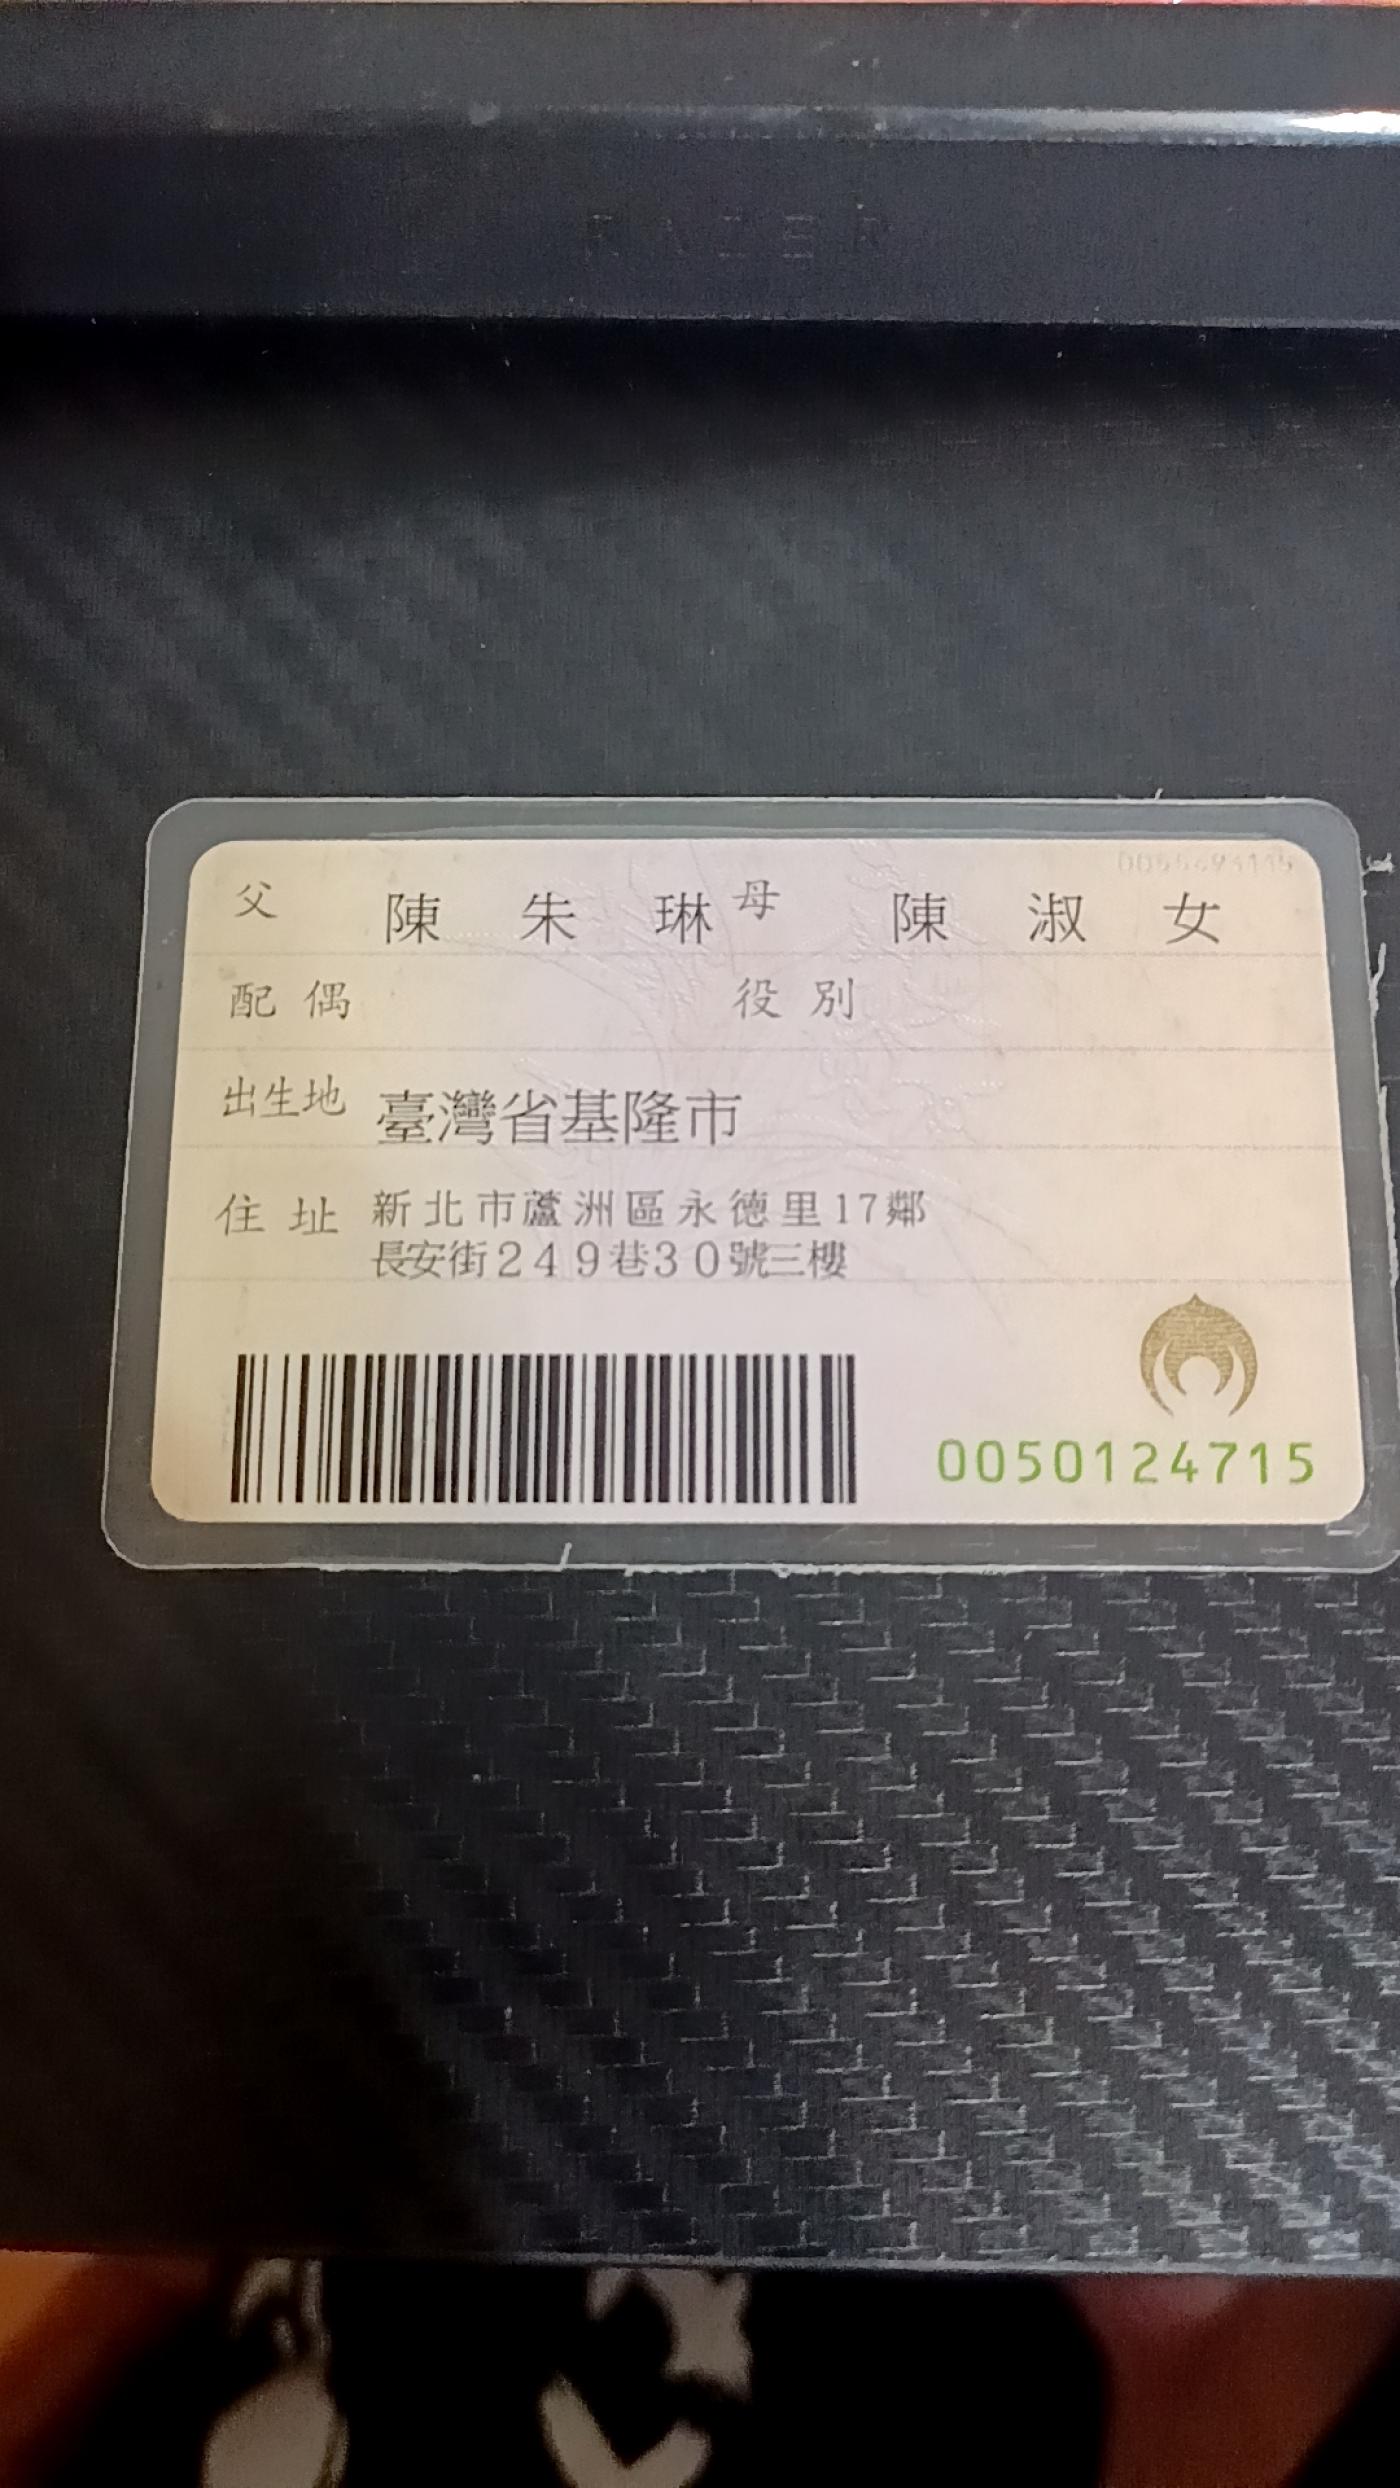 RAZER
父 陳朱琳 母 陳淑女
配偶 役別
出生地 臺灣省基隆市
住址 新北市蘆洲區永德里17鄰
長安街249巷30號三樓
0050124715